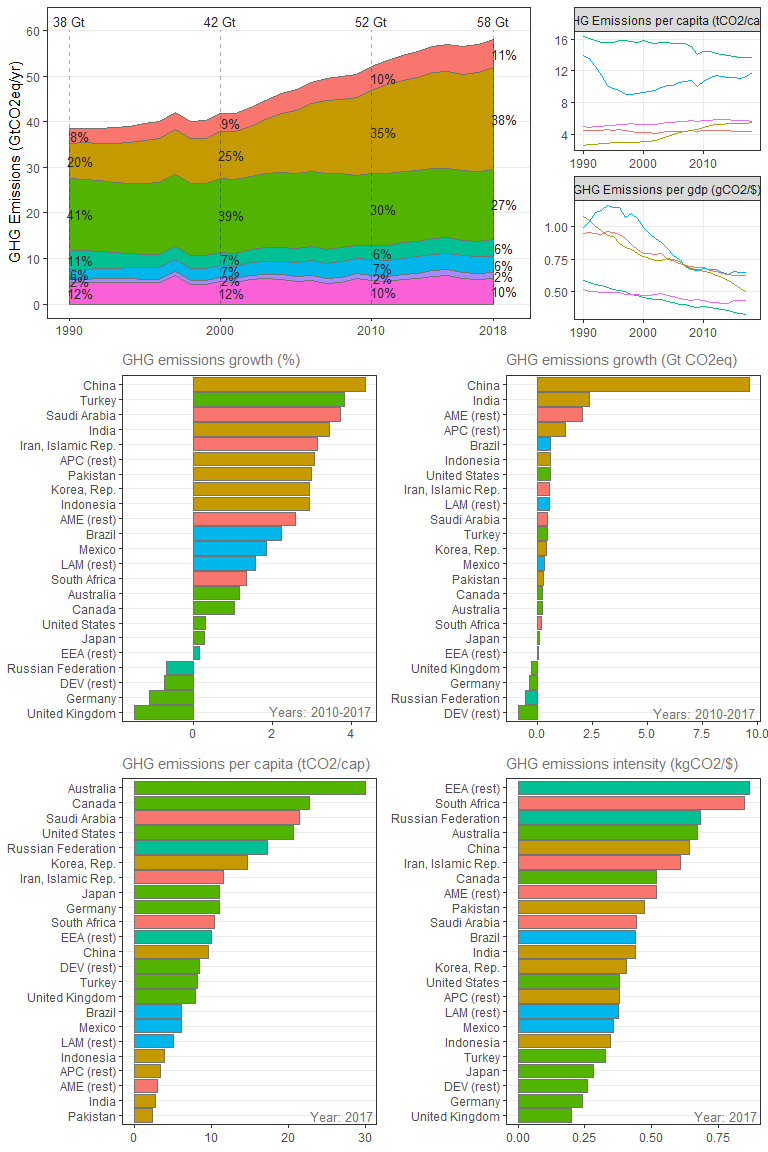 38 Gt 42 Gt 52 Gt 58 Gt
GHG Emissions (GtCO2eq/yr)
60
50
40
30
20
10
0
8% 9% 10% 11%
20% 25% 35% 38%
41% 39% 30% 27%
11% 7% 6% 6%
6% 7% 7% 6%
2% 2% 2% 2%
12% 12% 10% 10%
1990 2000 2010 2018
HG Emissions per capita (tCO2/ca
16
12
8
4
1990 2000 2010
GHG Emissions per gdp (gCO2/$)
1.00
0.75
0.50
1990 2000 2010
GHG emissions growth (%)
China
Turkey
Saudi Arabia
India
Iran, Islamic Rep.
APC (rest)
Pakistan
Korea, Rep.
Indonesia
AME (rest)
Brazil
Mexico
LAM (rest)
South Africa
Australia
Canada
United States
Japan
EEA (rest)
Russian Federation
DEV (rest)
Germany
United Kingdom
Years: 2010-2017
0 2 4
GHG emissions growth (Gt CO2eq)
China
India
AME (rest)
APC (rest)
Brazil
Indonesia
United States
Iran, Islamic Rep.
LAM (rest)
Saudi Arabia
Turkey
Korea, Rep.
Mexico
Pakistan
Canada
Australia
South Africa
Japan
EEA (rest)
United Kingdom
Germany
Russian Federation
DEV (rest)
Years: 2010-2017
0.0 2.5 5.0 7.5 10.0
GHG emissions per capita (tCO2/cap)
Australia
Canada
Saudi Arabia
United States
Russian Federation
Korea, Rep.
Iran, Islamic Rep.
Japan
Germany
South Africa
EEA (rest)
China
DEV (rest)
Turkey
United Kingdom
Brazil
Mexico
LAM (rest)
Indonesia
APC (rest)
AME (rest)
India
Pakistan
Year: 2017
0 10 20 30
GHG emissions intensity (kgCO2/$)
EEA (rest)
South Africa
Russian Federation
Australia
China
Iran, Islamic Rep.
Canada
AME (rest)
Pakistan
Saudi Arabia
Brazil
India
Korea, Rep.
United States
APC (rest)
LAM (rest)
Mexico
Indonesia
Turkey
Japan
DEV (rest)
Germany
United Kingdom
Year: 2017
0.00 0.25 0.50 0.75